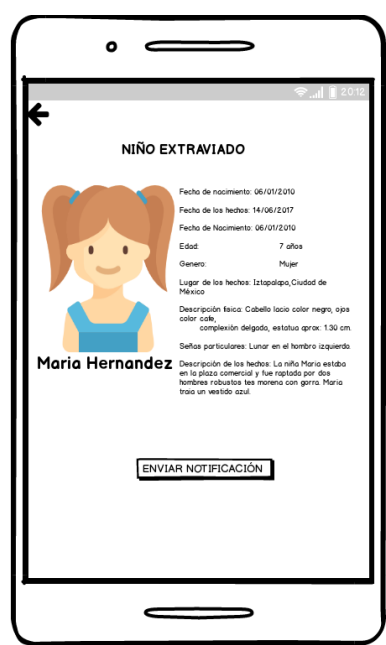 20:12
NIÑO EXTRAVIADO
Fecha de nacimiento: 06/01/2010
Fecha de los hechos: 14/06/2017
Fecha de Nacimiento: 06/01/2010
Edad: 7 años
Genero: Mujer
Lugar de los hechos: Iztapalapa,Ciudad de
México
Descripción fisica: Cabello lacio color negro, ojos
color cafe,
complexión delgada, estatua aprox: 1.30 cm.
Señas particulares: Lunar en el hombro izquierdo.
Maria Hernandez
Descripción de los hechos: La niña Maria estaba
en la plaza comercial y fue raptada por dos
hombres robustos tes morena con gorra. Maria
traia un vestido azul.
ENVIAR NOTIFICACIÓN